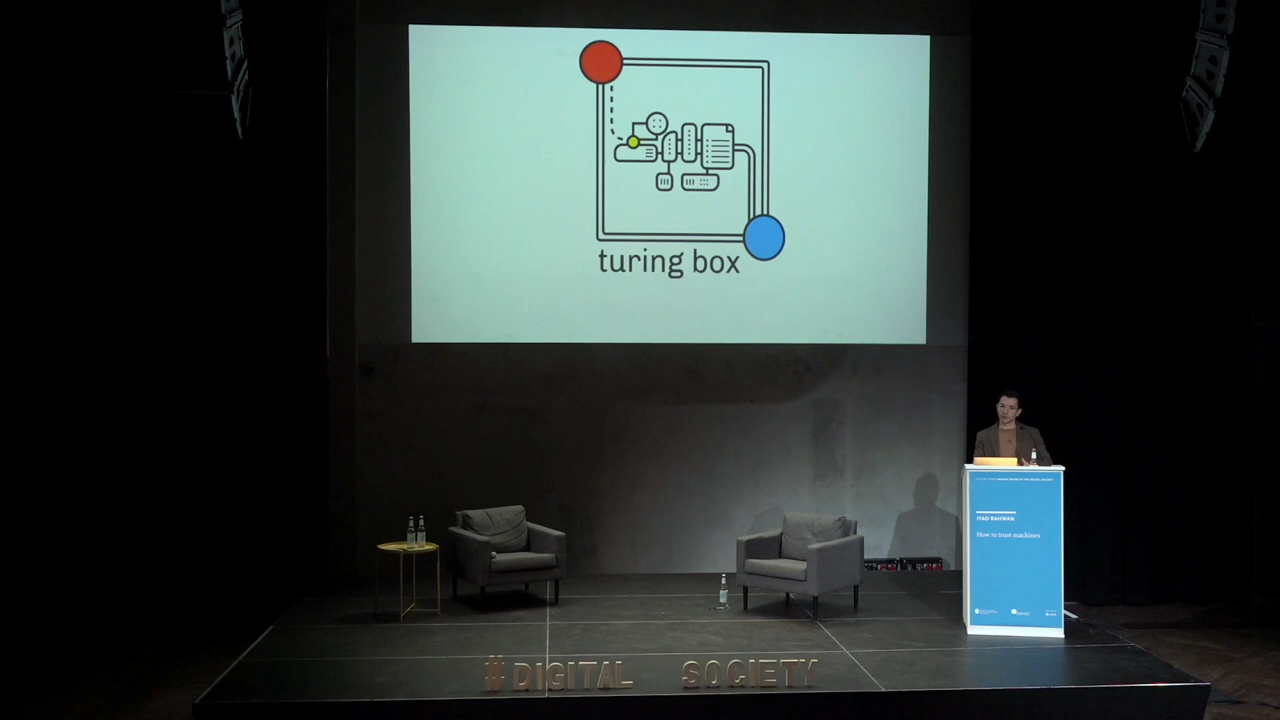 turing box
IYAD RAHWAN
How to trust machines
#DIGITAL SOCIETY